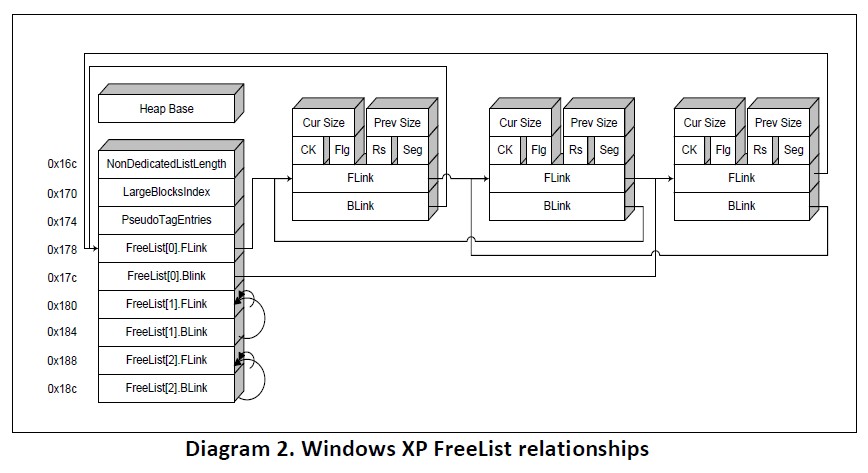 Heap Base
0x16c NonDedicatedListLength
0x170 LargeBlocksIndex
0x174 PseudoTagEntries
0x178 FreeList[0].FLink
0x17c FreeList[0].Blink
0x180 FreeList[1].FLink
0x184 FreeList[1].BLink
0x188 FreeList[2].FLink
0x18c FreeList[2].BLink
Cur Size Prev Size
CK Flg Rs Seg
FLink
BLink
Cur Size Prev Size
CK Flg Rs Seg
FLink
BLink
Cur Size Prev Size
CK Flg Rs Seg
FLink
BLink
Diagram 2. Windows XP FreeList relationships